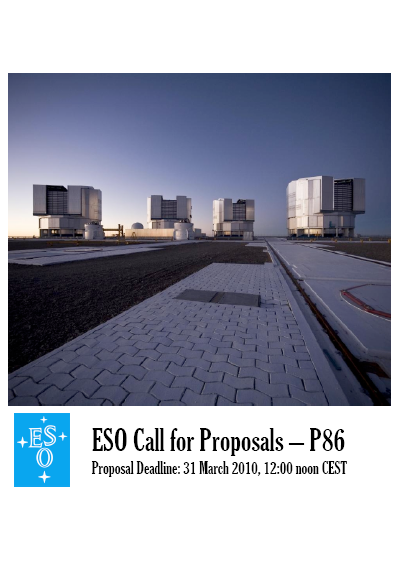 ESO
ESO Call for Proposals – P86
Proposal Deadline: 31 March 2010, 12:00 noon CEST